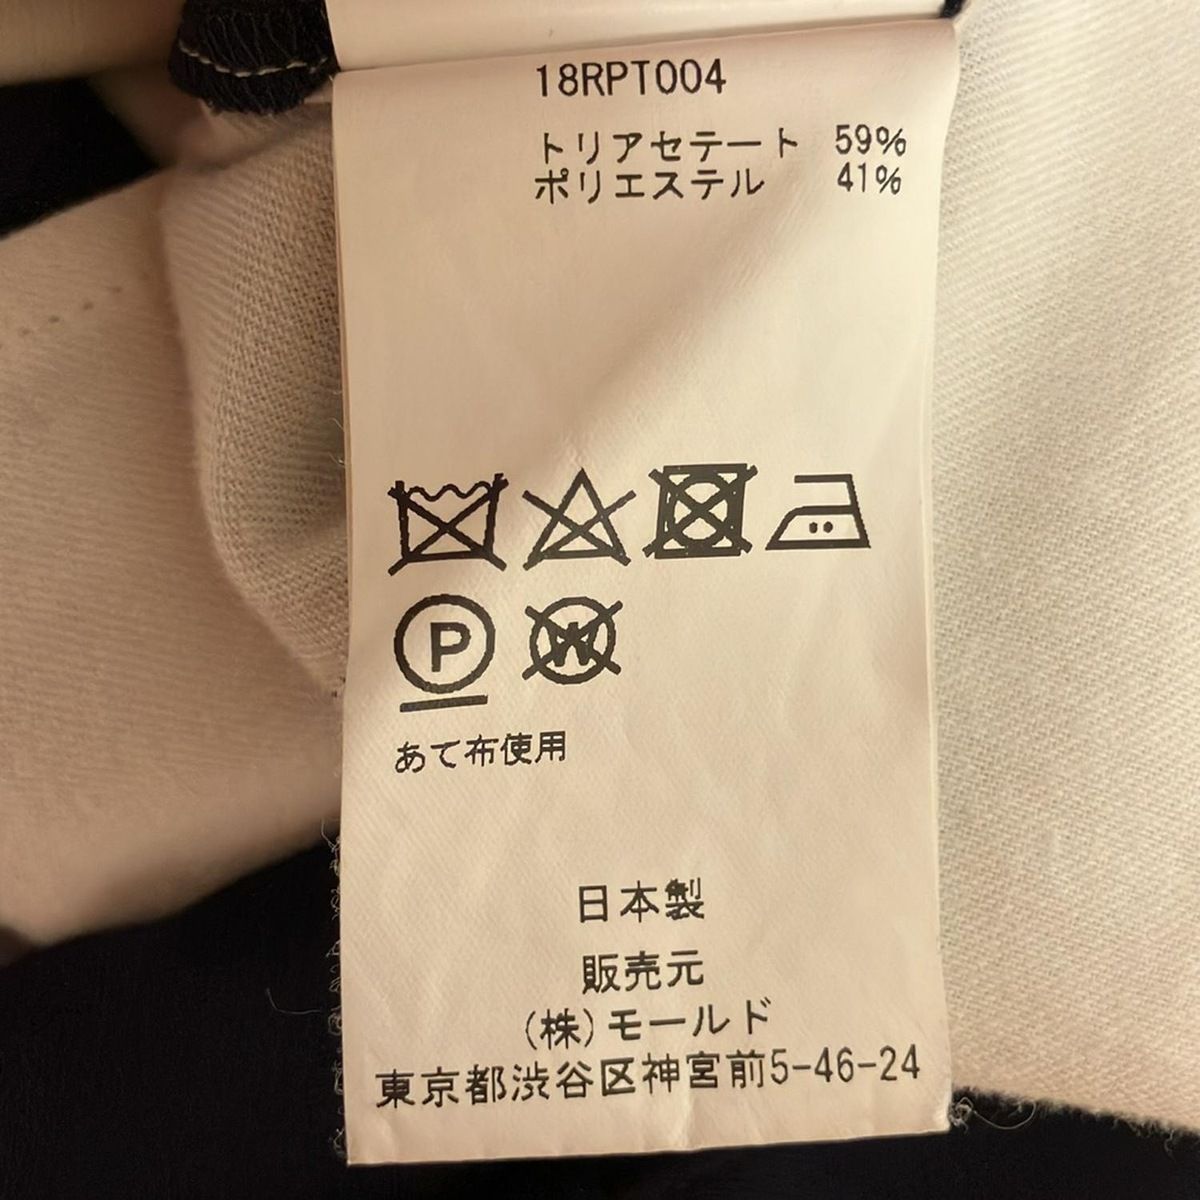 18RPT004
トリアセテート 59%
ポリエステル 41%
P W
あて布使用
日本製
販売元
(株)モールド
東京都渋谷区神宮前5-46-24